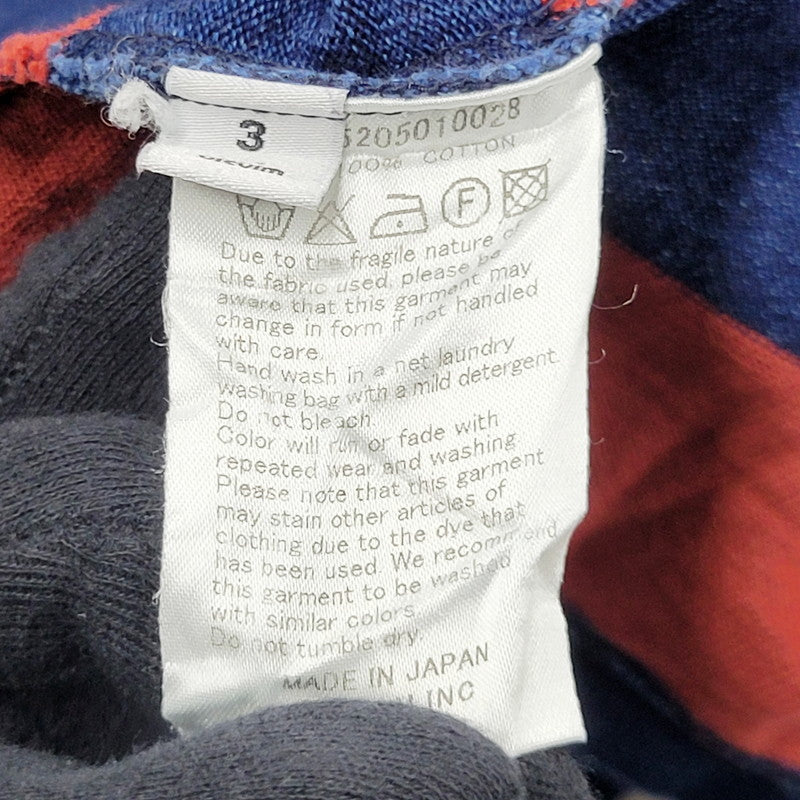 3
visvim
5205010028
00% COTTON
F
Due to the fragile nature
the fabric used, please be
aware that this garment may
change in form if not handled
with care.
Hand wash in a net laundry
washing bag with a mild detergent.
Do not bleach.
Color will run or fade with
repeated wear and washing
Please note that this garment
may stain other articles of
clothing due to the dye that
has been used. We recommend
this garment to be washed
with similar colors.
Do not tumble dry.
MADE IN JAPAN
INC